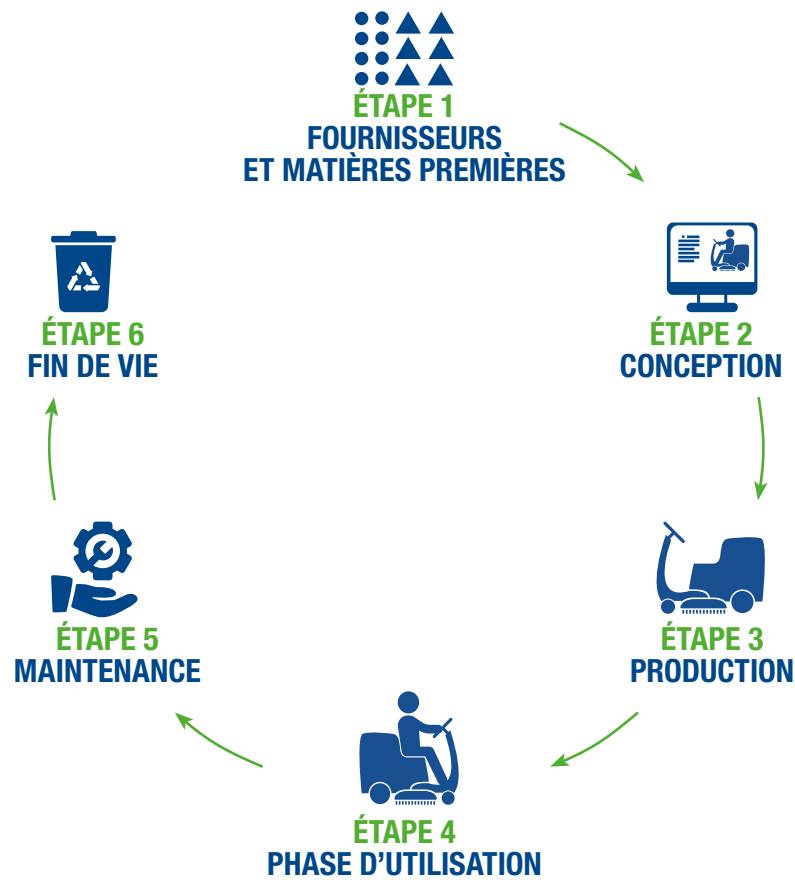 ÉTAPE 1
FOURNISSEURS
ET MATIÈRES PREMIÈRES
ÉTAPE 2
CONCEPTION
ÉTAPE 3
PRODUCTION
ÉTAPE 4
PHASE D'UTILISATION
ÉTAPE 5
MAINTENANCE
ÉTAPE 6
FIN DE VIE